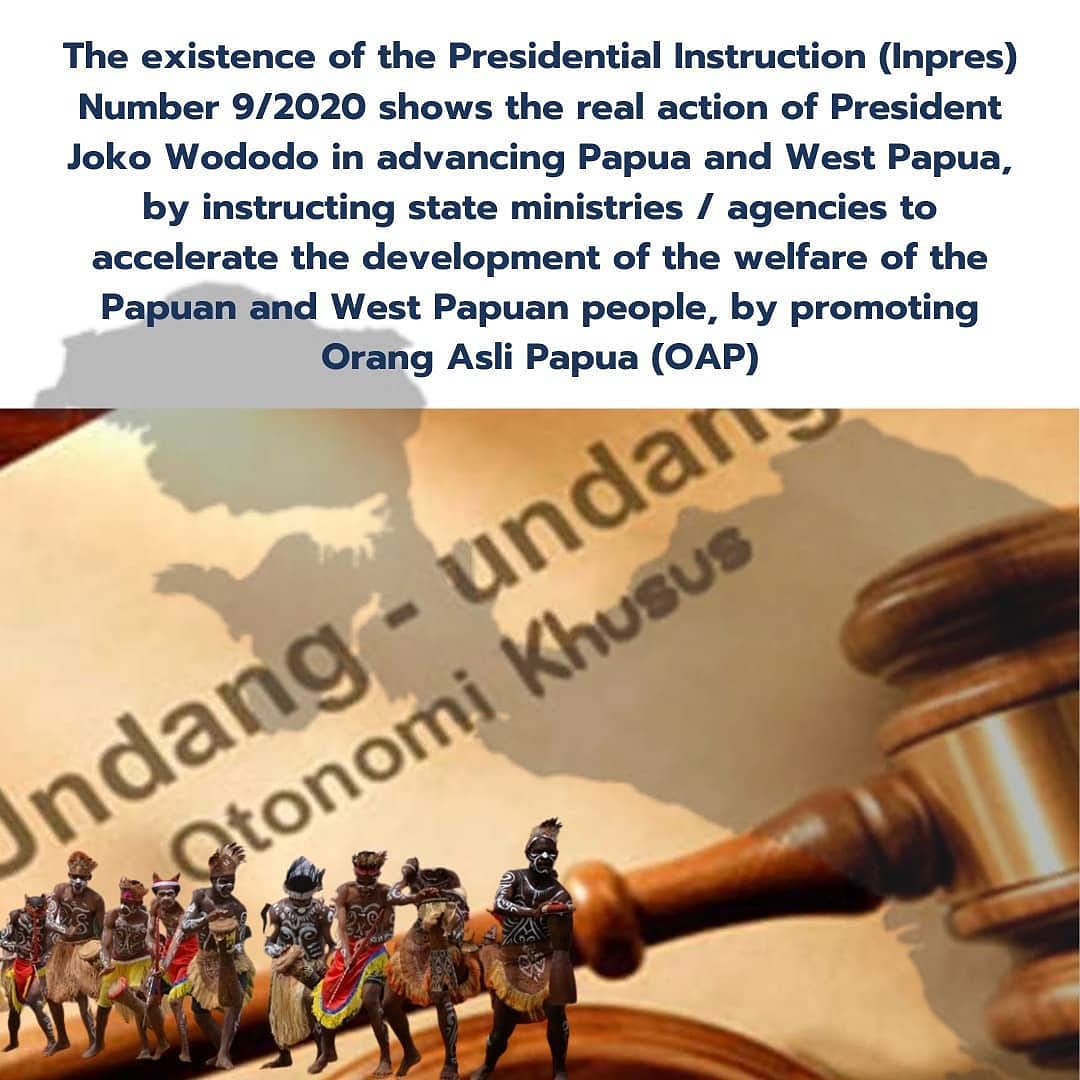 The existence of the Presidential Instruction (Inpres)
Number 9/2020 shows the real action of President
Joko Wododo in advancing Papua and West Papua,
by instructing state ministries / agencies to
accelerate the development of the welfare of the
Papuan and West Papuan people, by promoting
Orang Asli Papua (OAP)
Undang - undang
Otonomi Khusus